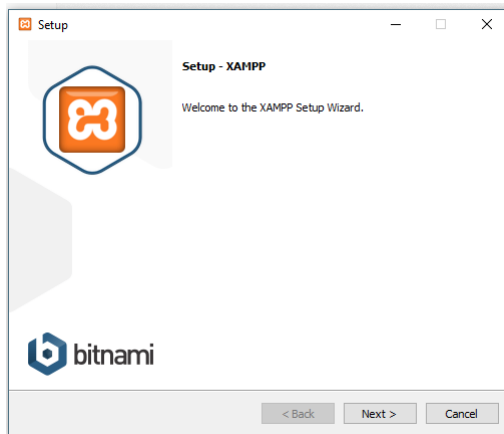 Setup
Setup - XAMPP
Welcome to the XAMPP Setup Wizard.
bitnami
< Back
Next >
Cancel